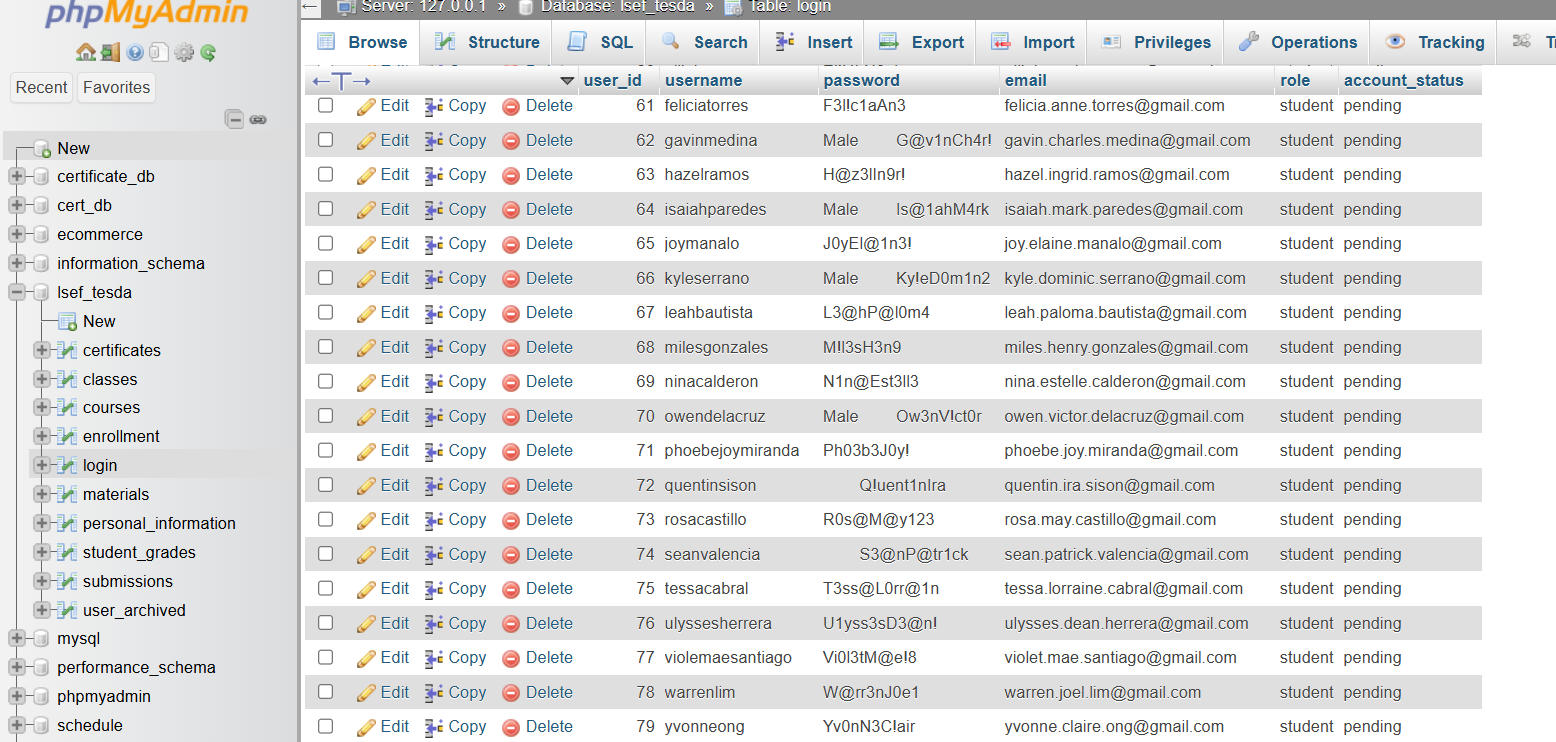 phpMyAdmin
Recent Favorites
New
certificate_db
cert_db
ecommerce
information_schema
lsef_tesda
New
certificates
classes
courses
enrollment
login
materials
personal_information
student_grades
submissions
user_archived
mysql
performance_schema
phpmyadmin
schedule
Server: 127.0.0.1 » Database: lsef_tesda » Table: login
Browse Structure SQL Search Insert Export Import Privileges Operations Tracking
user_id username password email role account_status
Edit Copy Delete 61 feliciatorres F3l!c1aAn3 felicia.anne.torres@gmail.com student pending
Edit Copy Delete 62 gavinmedina Male G@v1nCh4r! gavin.charles.medina@gmail.com student pending
Edit Copy Delete 63 hazelramos H@z3lIn9r! hazel.ingrid.ramos@gmail.com student pending
Edit Copy Delete 64 isaiahparedes Male Is@1ahM4rk isaiah.mark.paredes@gmail.com student pending
Edit Copy Delete 65 joymanalo J0yEl@1n3! joy.elaine.manalo@gmail.com student pending
Edit Copy Delete 66 kyleserrano Male Ky!eD0m1n2 kyle.dominic.serrano@gmail.com student pending
Edit Copy Delete 67 leahbautista L3@hP@l0m4 leah.paloma.bautista@gmail.com student pending
Edit Copy Delete 68 milesgonzales M!l3sH3n9 miles.henry.gonzales@gmail.com student pending
Edit Copy Delete 69 ninacalderon N1n@Est3ll3 nina.estelle.calderon@gmail.com student pending
Edit Copy Delete 70 owendelacruz Male Ow3nV!ct0r owen.victor.delacruz@gmail.com student pending
Edit Copy Delete 71 phoebejoymiranda Ph03b3J0y! phoebe.joy.miranda@gmail.com student pending
Edit Copy Delete 72 quentinsison Q!uent1nIra quentin.ira.sison@gmail.com student pending
Edit Copy Delete 73 rosacastillo R0s@M@y123 rosa.may.castillo@gmail.com student pending
Edit Copy Delete 74 seanvalencia S3@nP@tr1ck sean.patrick.valencia@gmail.com student pending
Edit Copy Delete 75 tessacabral T3ss@L0rr@1n tessa.lorraine.cabral@gmail.com student pending
Edit Copy Delete 76 ulyssesherrera U1yss3sD3@n! ulysses.dean.herrera@gmail.com student pending
Edit Copy Delete 77 violemaesantiago Vi0l3tM@e!8 violet.mae.santiago@gmail.com student pending
Edit Copy Delete 78 warrenlim W@rr3nJ0e1 warren.joel.lim@gmail.com student pending
Edit Copy Delete 79 yvonneong Yv0nN3C!air yvonne.claire.ong@gmail.com student pending